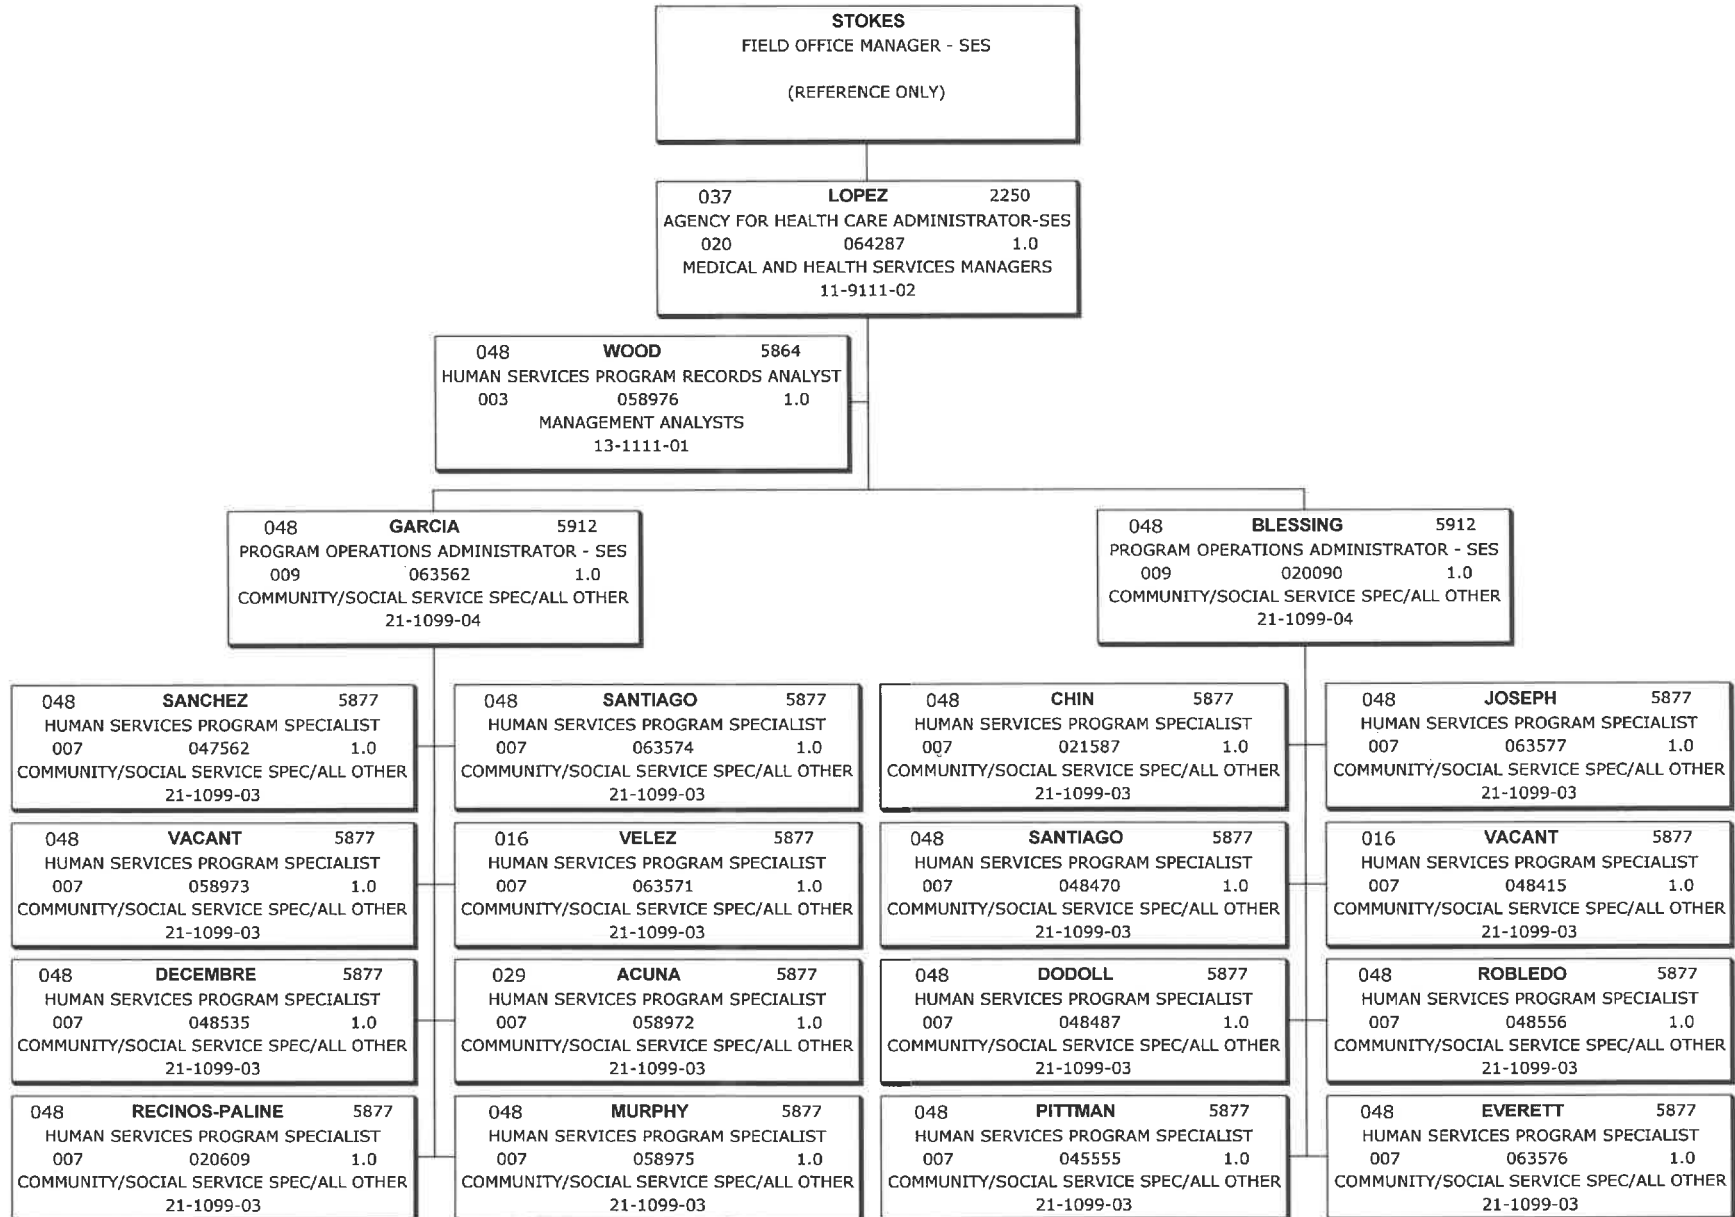 STOKES
FIELD OFFICE MANAGER - SES
(REFERENCE ONLY)
037 LOPEZ 2250
AGENCY FOR HEALTH CARE ADMINISTRATOR-SES
020 064287 1.0
MEDICAL AND HEALTH SERVICES MANAGERS
11-9111-02
048 WOOD 5864
HUMAN SERVICES PROGRAM RECORDS ANALYST
003 058976 1.0
MANAGEMENT ANALYSTS
13-1111-01
048 GARCIA 5912
PROGRAM OPERATIONS ADMINISTRATOR - SES
009 063562 1.0
COMMUNITY/SOCIAL SERVICE SPEC/ALL OTHER
21-1099-04
048 BLESSING 5912
PROGRAM OPERATIONS ADMINISTRATOR - SES
009 020090 1.0
COMMUNITY/SOCIAL SERVICE SPEC/ALL OTHER
21-1099-04
048 SANCHEZ 5877
HUMAN SERVICES PROGRAM SPECIALIST
007 047562 1.0
COMMUNITY/SOCIAL SERVICE SPEC/ALL OTHER
21-1099-03
048 SANTIAGO 5877
HUMAN SERVICES PROGRAM SPECIALIST
007 063574 1.0
COMMUNITY/SOCIAL SERVICE SPEC/ALL OTHER
21-1099-03
048 CHIN 5877
HUMAN SERVICES PROGRAM SPECIALIST
007 021587 1.0
COMMUNITY/SOCIAL SERVICE SPEC/ALL OTHER
21-1099-03
048 JOSEPH 5877
HUMAN SERVICES PROGRAM SPECIALIST
007 063577 1.0
COMMUNITY/SOCIAL SERVICE SPEC/ALL OTHER
21-1099-03
048 VACANT 5877
HUMAN SERVICES PROGRAM SPECIALIST
007 058973 1.0
COMMUNITY/SOCIAL SERVICE SPEC/ALL OTHER
21-1099-03
016 VELEZ 5877
HUMAN SERVICES PROGRAM SPECIALIST
007 063571 1.0
COMMUNITY/SOCIAL SERVICE SPEC/ALL OTHER
21-1099-03
048 SANTIAGO 5877
HUMAN SERVICES PROGRAM SPECIALIST
007 048470 1.0
COMMUNITY/SOCIAL SERVICE SPEC/ALL OTHER
21-1099-03
016 VACANT 5877
HUMAN SERVICES PROGRAM SPECIALIST
007 048415 1.0
COMMUNITY/SOCIAL SERVICE SPEC/ALL OTHER
21-1099-03
048 DECEMBRE 5877
HUMAN SERVICES PROGRAM SPECIALIST
007 048535 1.0
COMMUNITY/SOCIAL SERVICE SPEC/ALL OTHER
21-1099-03
029 ACUNA 5877
HUMAN SERVICES PROGRAM SPECIALIST
007 058972 1.0
COMMUNITY/SOCIAL SERVICE SPEC/ALL OTHER
21-1099-03
048 DODOLL 5877
HUMAN SERVICES PROGRAM SPECIALIST
007 048487 1.0
COMMUNITY/SOCIAL SERVICE SPEC/ALL OTHER
21-1099-03
048 ROBLEDO 5877
HUMAN SERVICES PROGRAM SPECIALIST
007 048556 1.0
COMMUNITY/SOCIAL SERVICE SPEC/ALL OTHER
21-1099-03
048 RECINOS-PALINE 5877
HUMAN SERVICES PROGRAM SPECIALIST
007 020609 1.0
COMMUNITY/SOCIAL SERVICE SPEC/ALL OTHER
21-1099-03
048 MURPHY 5877
HUMAN SERVICES PROGRAM SPECIALIST
007 058975 1.0
COMMUNITY/SOCIAL SERVICE SPEC/ALL OTHER
21-1099-03
048 PITTMAN 5877
HUMAN SERVICES PROGRAM SPECIALIST
007 045555 1.0
COMMUNITY/SOCIAL SERVICE SPEC/ALL OTHER
21-1099-03
048 EVERETT 5877
HUMAN SERVICES PROGRAM SPECIALIST
007 063576 1.0
COMMUNITY/SOCIAL SERVICE SPEC/ALL OTHER
21-1099-03